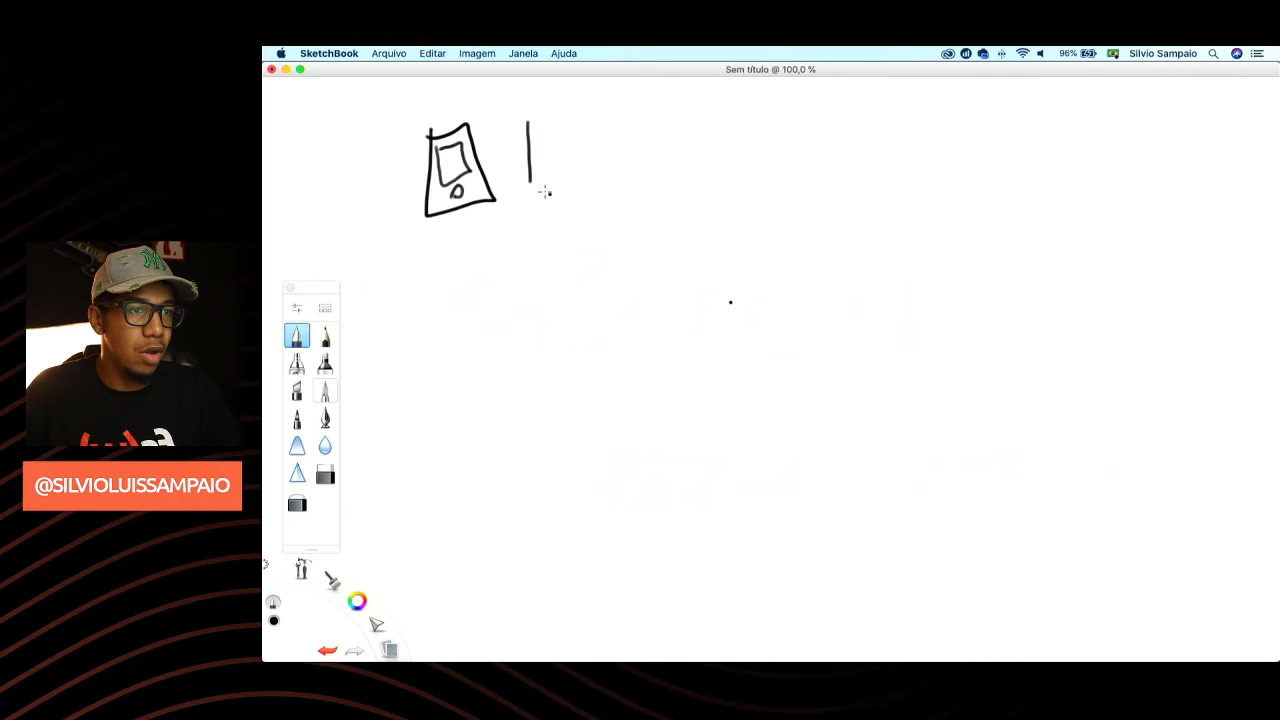 SketchBook Arquivo Editar Imagem Janela Ajuda 96% Silvio Sampaio
Sem título @ 100,0 %
@SILVIOLUISSAMPAIO